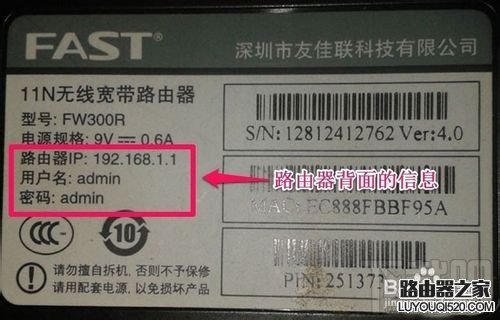 FAST®
深圳市友佳联科技有限公司
11N无线宽带路由器
型号: FW300R
电源规格: 9V 0.6A
路由器IP: 192.168.1.1
用户名: admin
密码: admin
S/N: 12812412762 Ver:4.0
路由器背面的信息
MAC: EC888FBBF95A
10
请勿擅自拆机，否则不予保修
请用配套电源，以免损坏产品
PIN: 251373
路由器之家
LUYOUQI520.COM